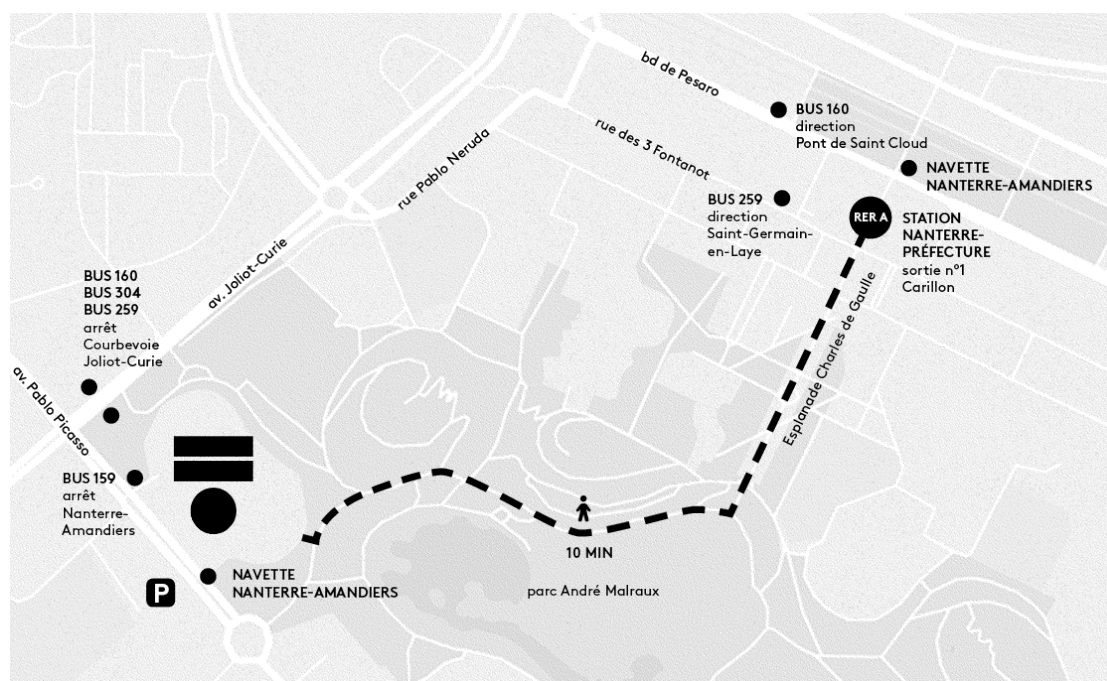 bd de Pesaro
BUS 160
direction
Pont de Saint Cloud
rue des 3 Fontanot
rue Pablo Neruda
NAVETTE
NANTERRE-AMANDIERS
BUS 259
direction
Saint-Germain-
en-Laye
RER A
STATION
NANTERRE-
PRÉFECTURE
sortie n°1
Carillon
av. Joliot-Curie
BUS 160
BUS 304
BUS 259
arrêt
Courbevoie
Joliot-Curie
Esplanade Charles de Gaulle
av. Pablo Picasso
BUS 159
arrêt
Nanterre-
Amandiers
10 MIN
NAVETTE
NANTERRE-AMANDIERS
P
parc André Malraux